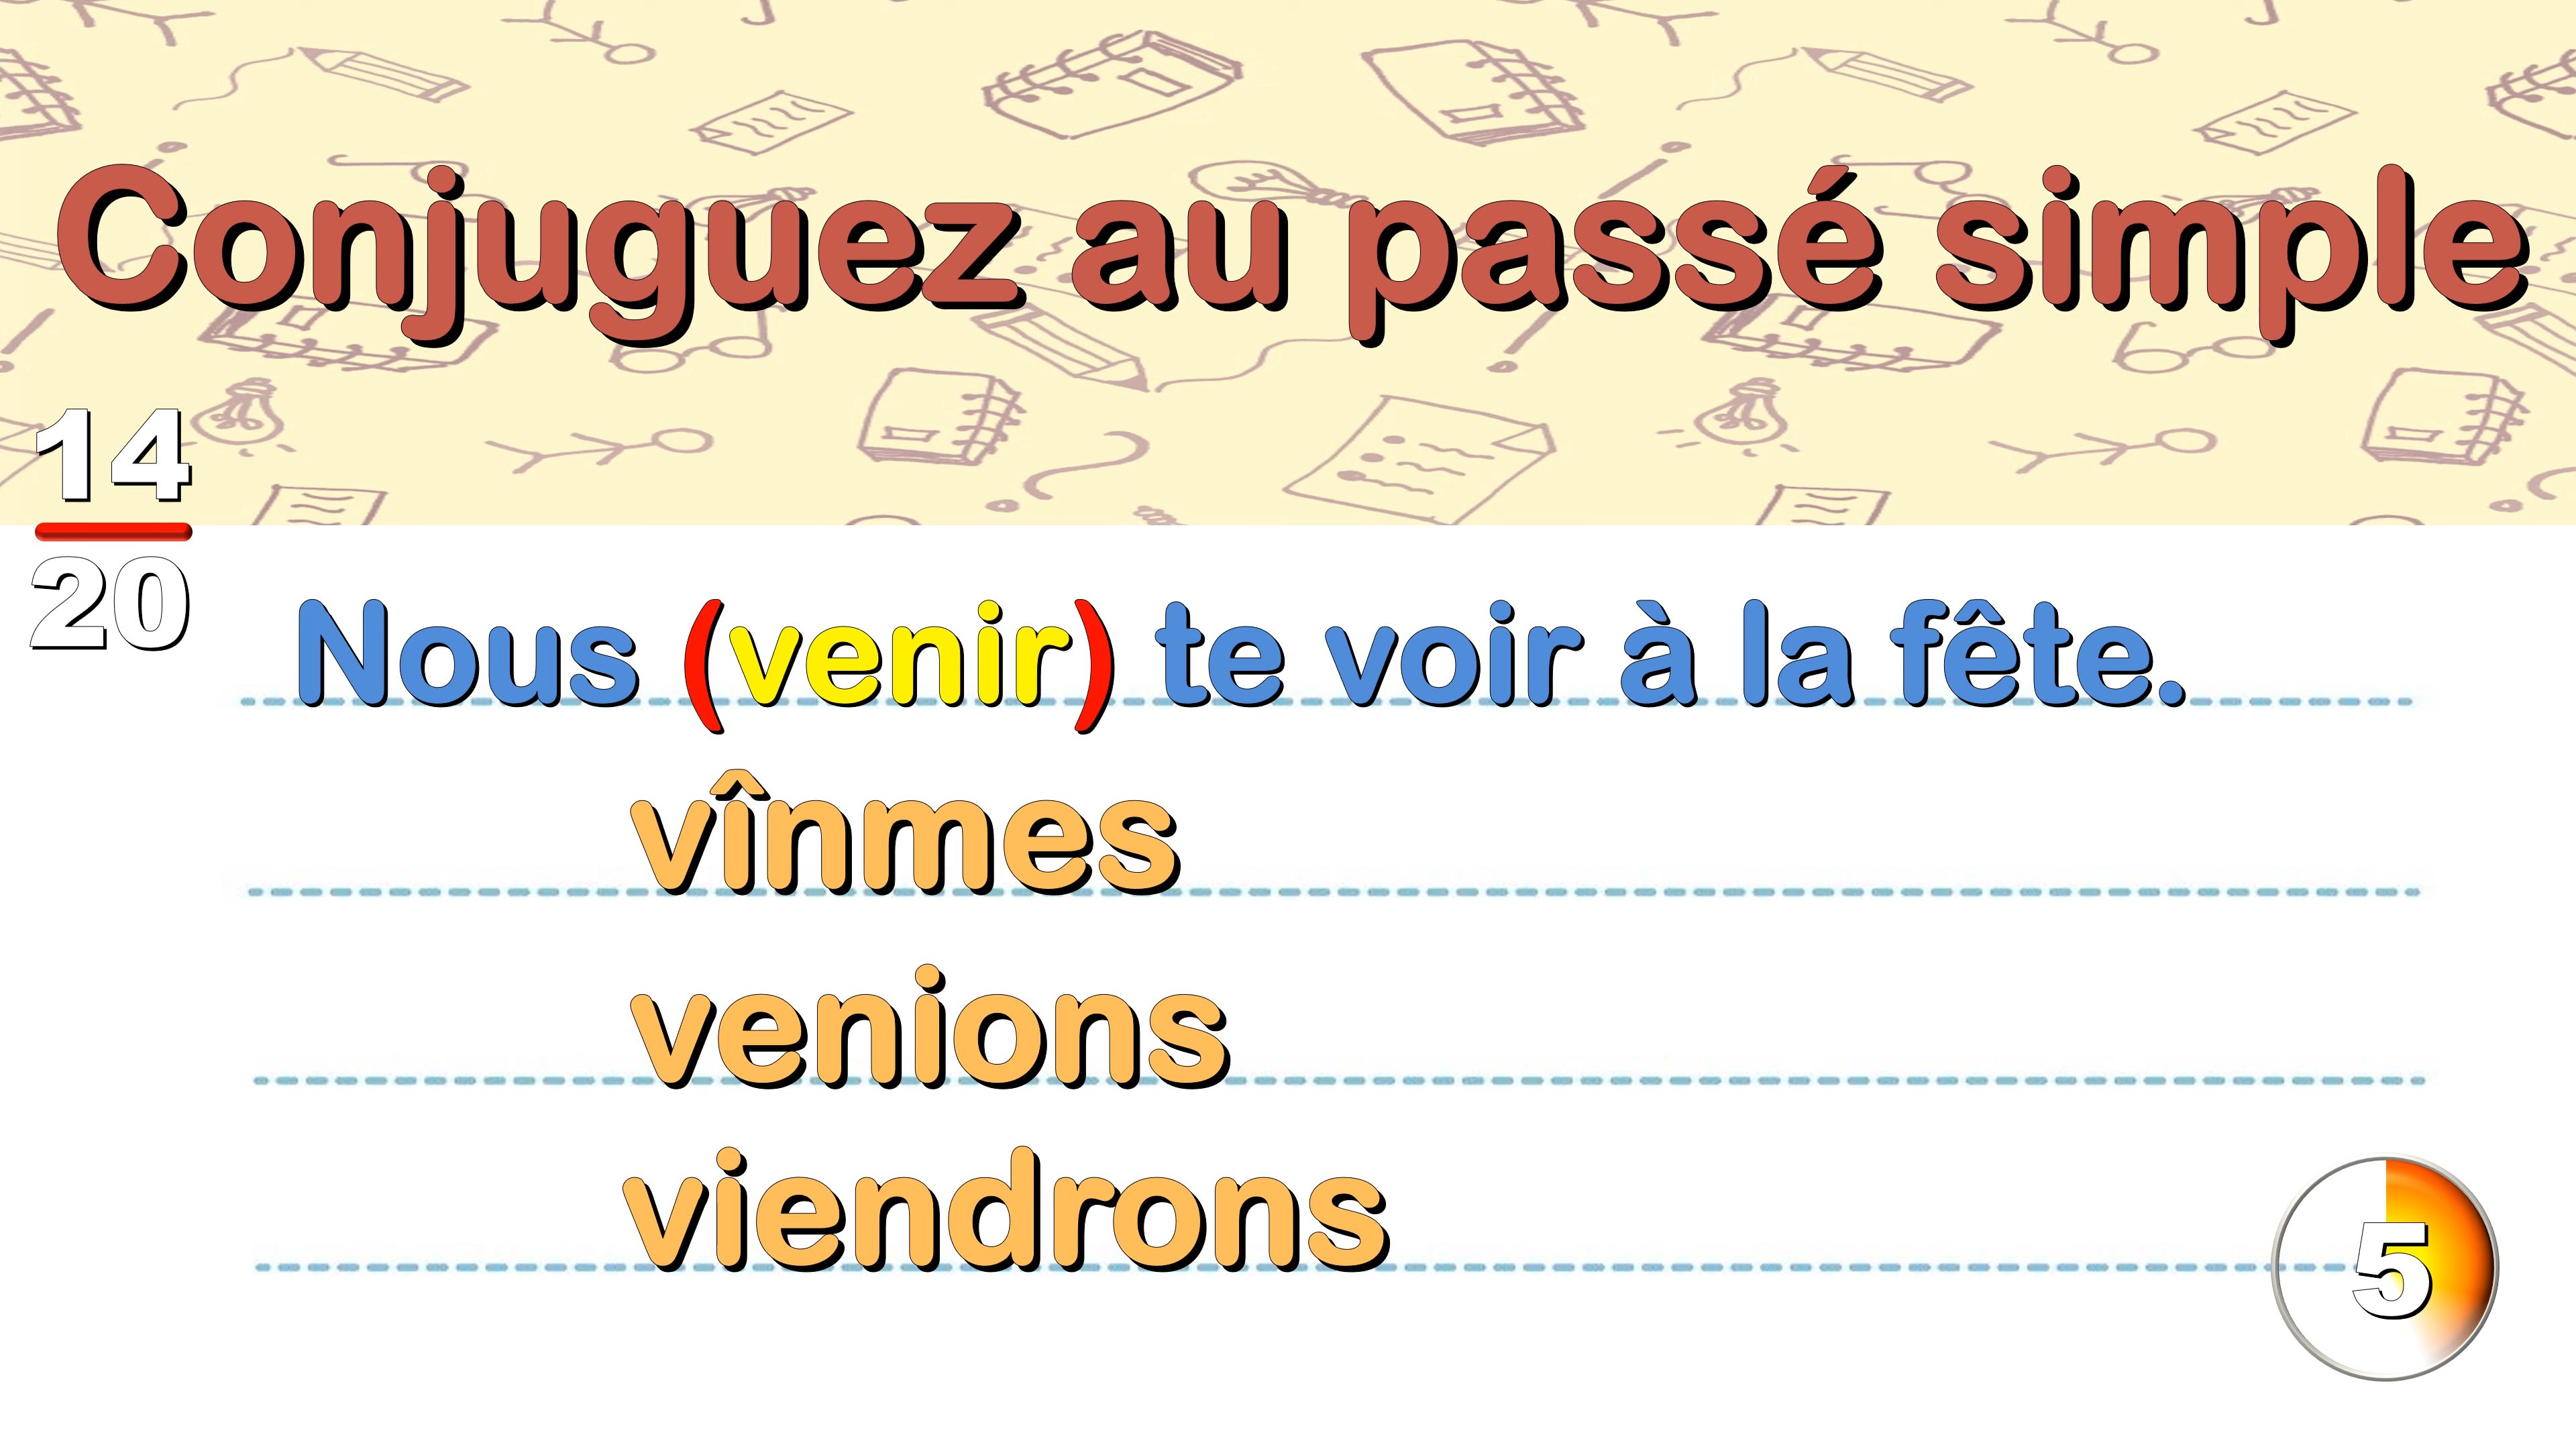 Conjuguez au passé simple
14
20
Nous (venir) te voir à la fête.
vînmes
venions
viendrons
5